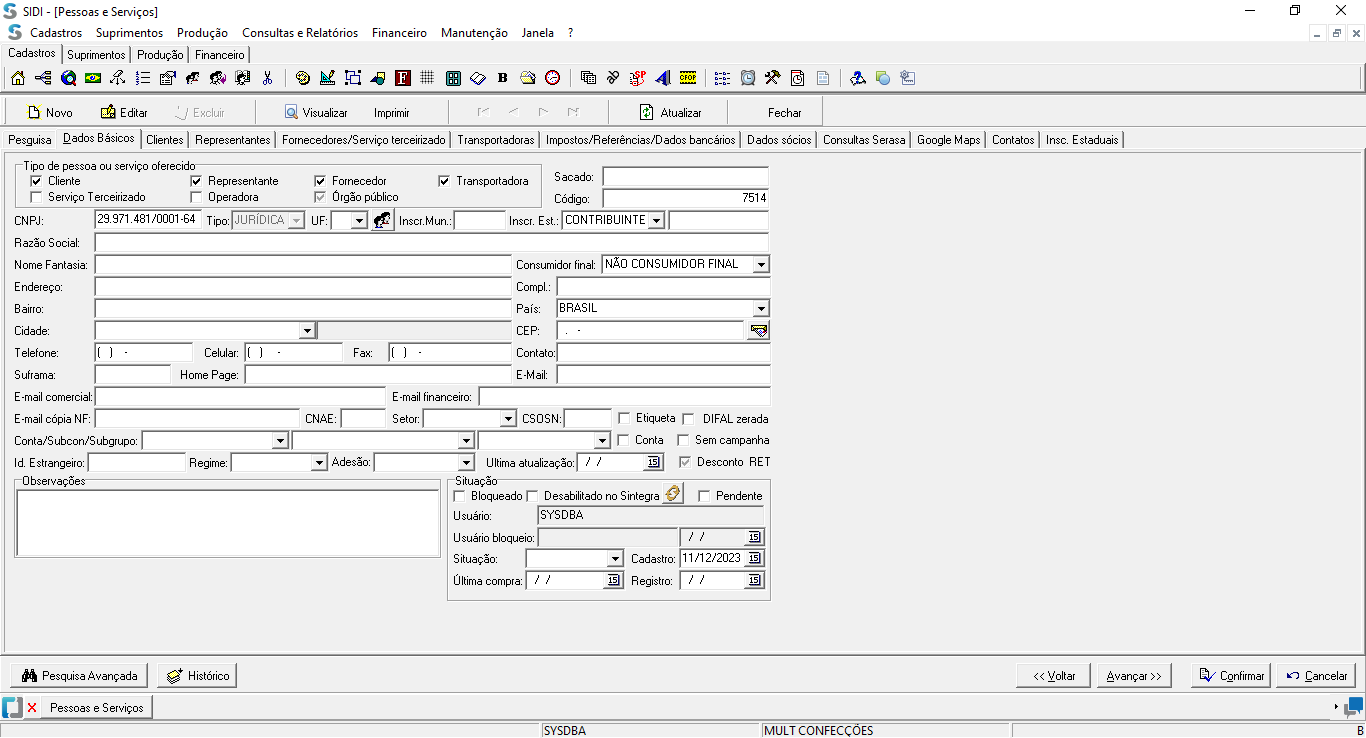 SIDI - [Pessoas e Serviços]
Cadastros Suprimentos Produção Consultas e Relatórios Financeiro Manutenção Janela ?
Cadastros Suprimentos Produção Financeiro
F B SP CFOP
Novo Editar Excluir Visualizar Imprimir Atualizar Fechar
Pesquisa Dados Básicos Clientes Representantes Fornecedores/Serviço terceirizado Transportadoras Impostos/Referências/Dados bancários Dados sócios Consultas Serasa Google Maps Contatos Insc. Estaduais
Tipo de pessoa ou serviço oferecido
Cliente Representante Fornecedor Transportadora Sacado:
Serviço Terceirizado Operadora Órgão público Código: 7514
CNPJ: 29.971.481/0001-64 Tipo: JURÍDICA UF: Inscr.Mun.: Inscr. Est.: CONTRIBUINTE
Razão Social:
Nome Fantasia: Consumidor final: NÃO CONSUMIDOR FINAL
Endereço: Compl.:
Bairro: País: BRASIL
Cidade: CEP: . -
Telefone: ( ) - Celular: ( ) - Fax: ( ) - Contato:
Suframa: Home Page: E-Mail:
E-mail comercial: E-mail financeiro:
E-mail cópia NF: CNAE: Setor: CSOSN: Etiqueta DIFAL zerada
Conta/Subcon/Subgrupo: Conta Sem campanha
Id. Estrangeiro: Regime: Adesão: Ultima atualização: / / 15 Desconto RET
Observações Situação
Bloqueado Desabilitado no Sintegra Pendente
Usuário: SYSDBA
Usuário bloqueio: / / 15
Situação: Cadastro: 11/12/2023 15
Última compra: / / 15 Registro: / / 15
Pesquisa Avançada Histórico << Voltar Avançar >> Confirmar Cancelar
Pessoas e Serviços
SYSDBA MULT CONFECÇÕES B